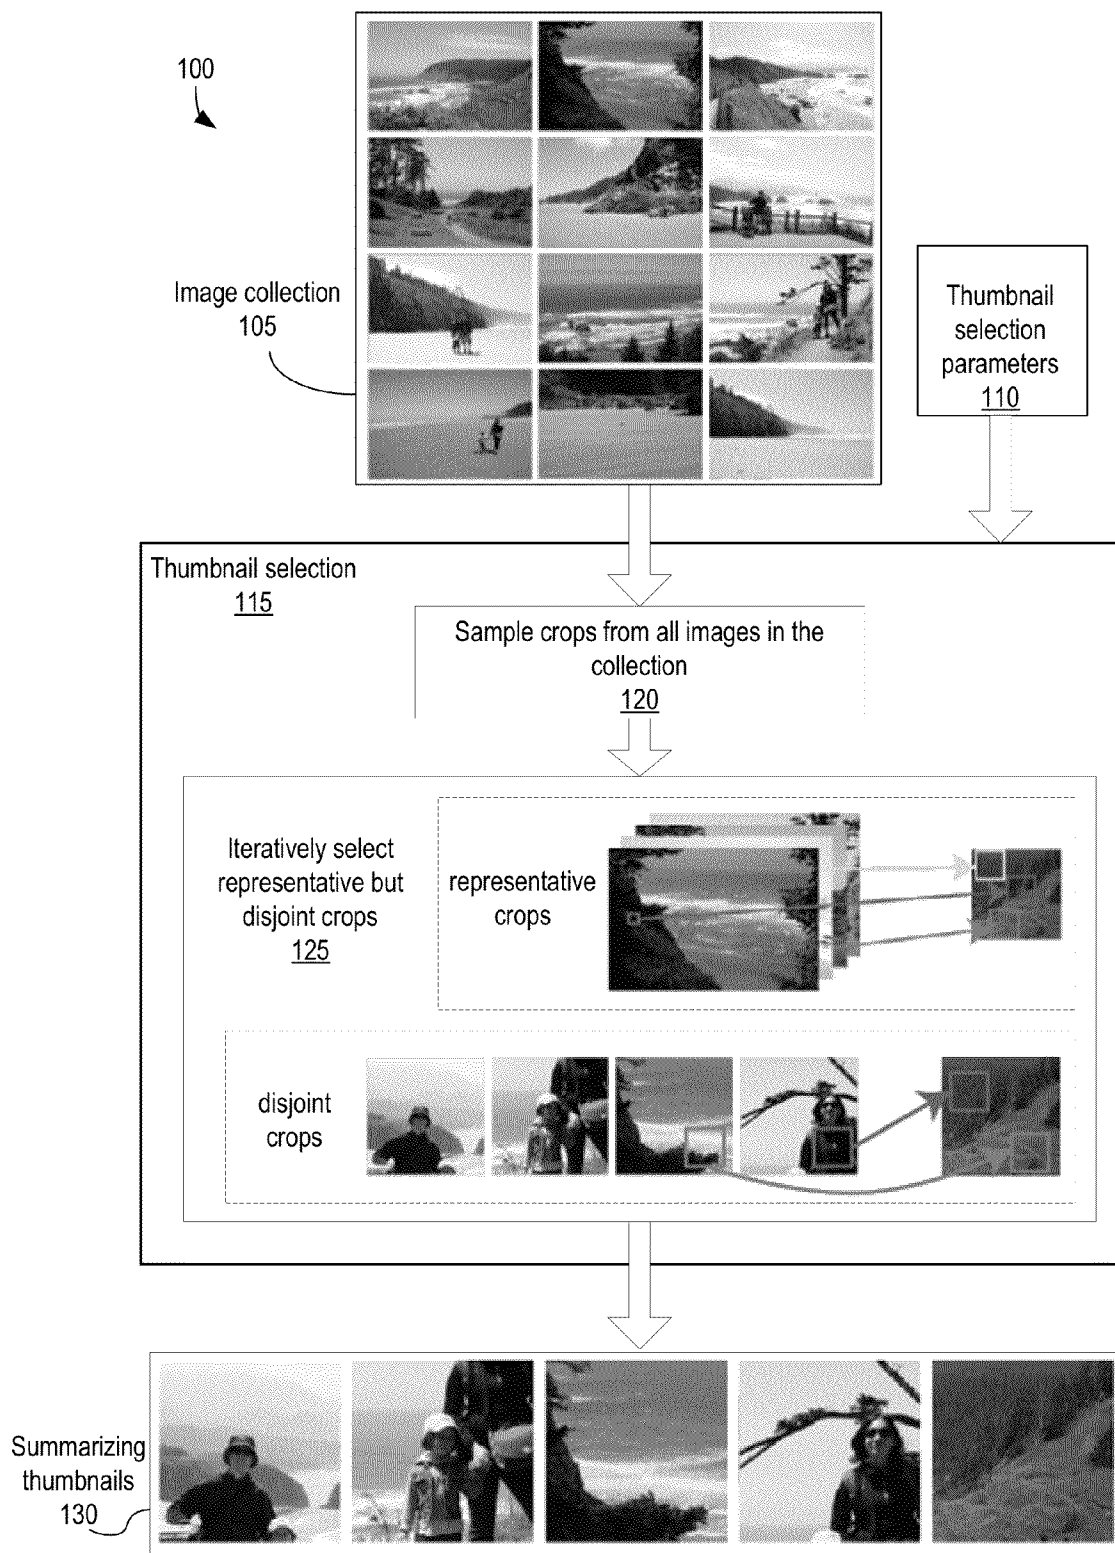 100
Image collection
105
Thumbnail
selection
parameters
110
Thumbnail selection
115
Sample crops from all images in the
collection
120
Iteratively select
representative but
disjoint crops
125
representative
crops
disjoint
crops
Summarizing
thumbnails
130